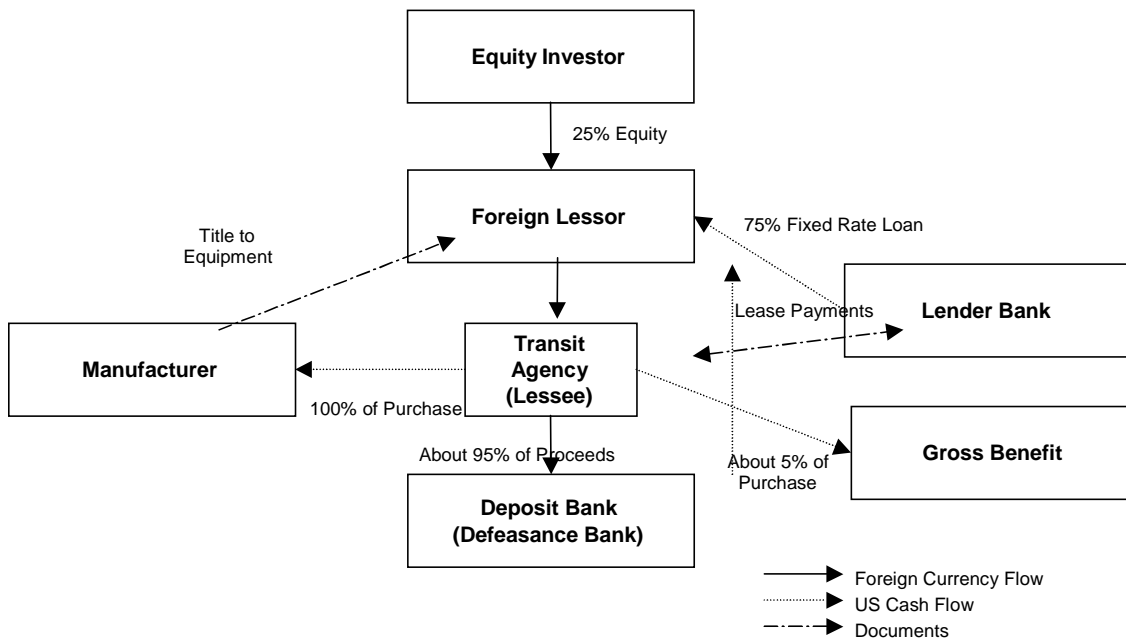 Equity Investor
25% Equity
Foreign Lessor
75% Fixed Rate Loan
Title to
Equipment
Lease Payments
Lender Bank
Manufacturer
Transit
Agency
(Lessee)
100% of Purchase
About 95% of Proceeds
About 5% of
Purchase
Gross Benefit
Deposit Bank
(Defeasance Bank)
Foreign Currency Flow
US Cash Flow
Documents